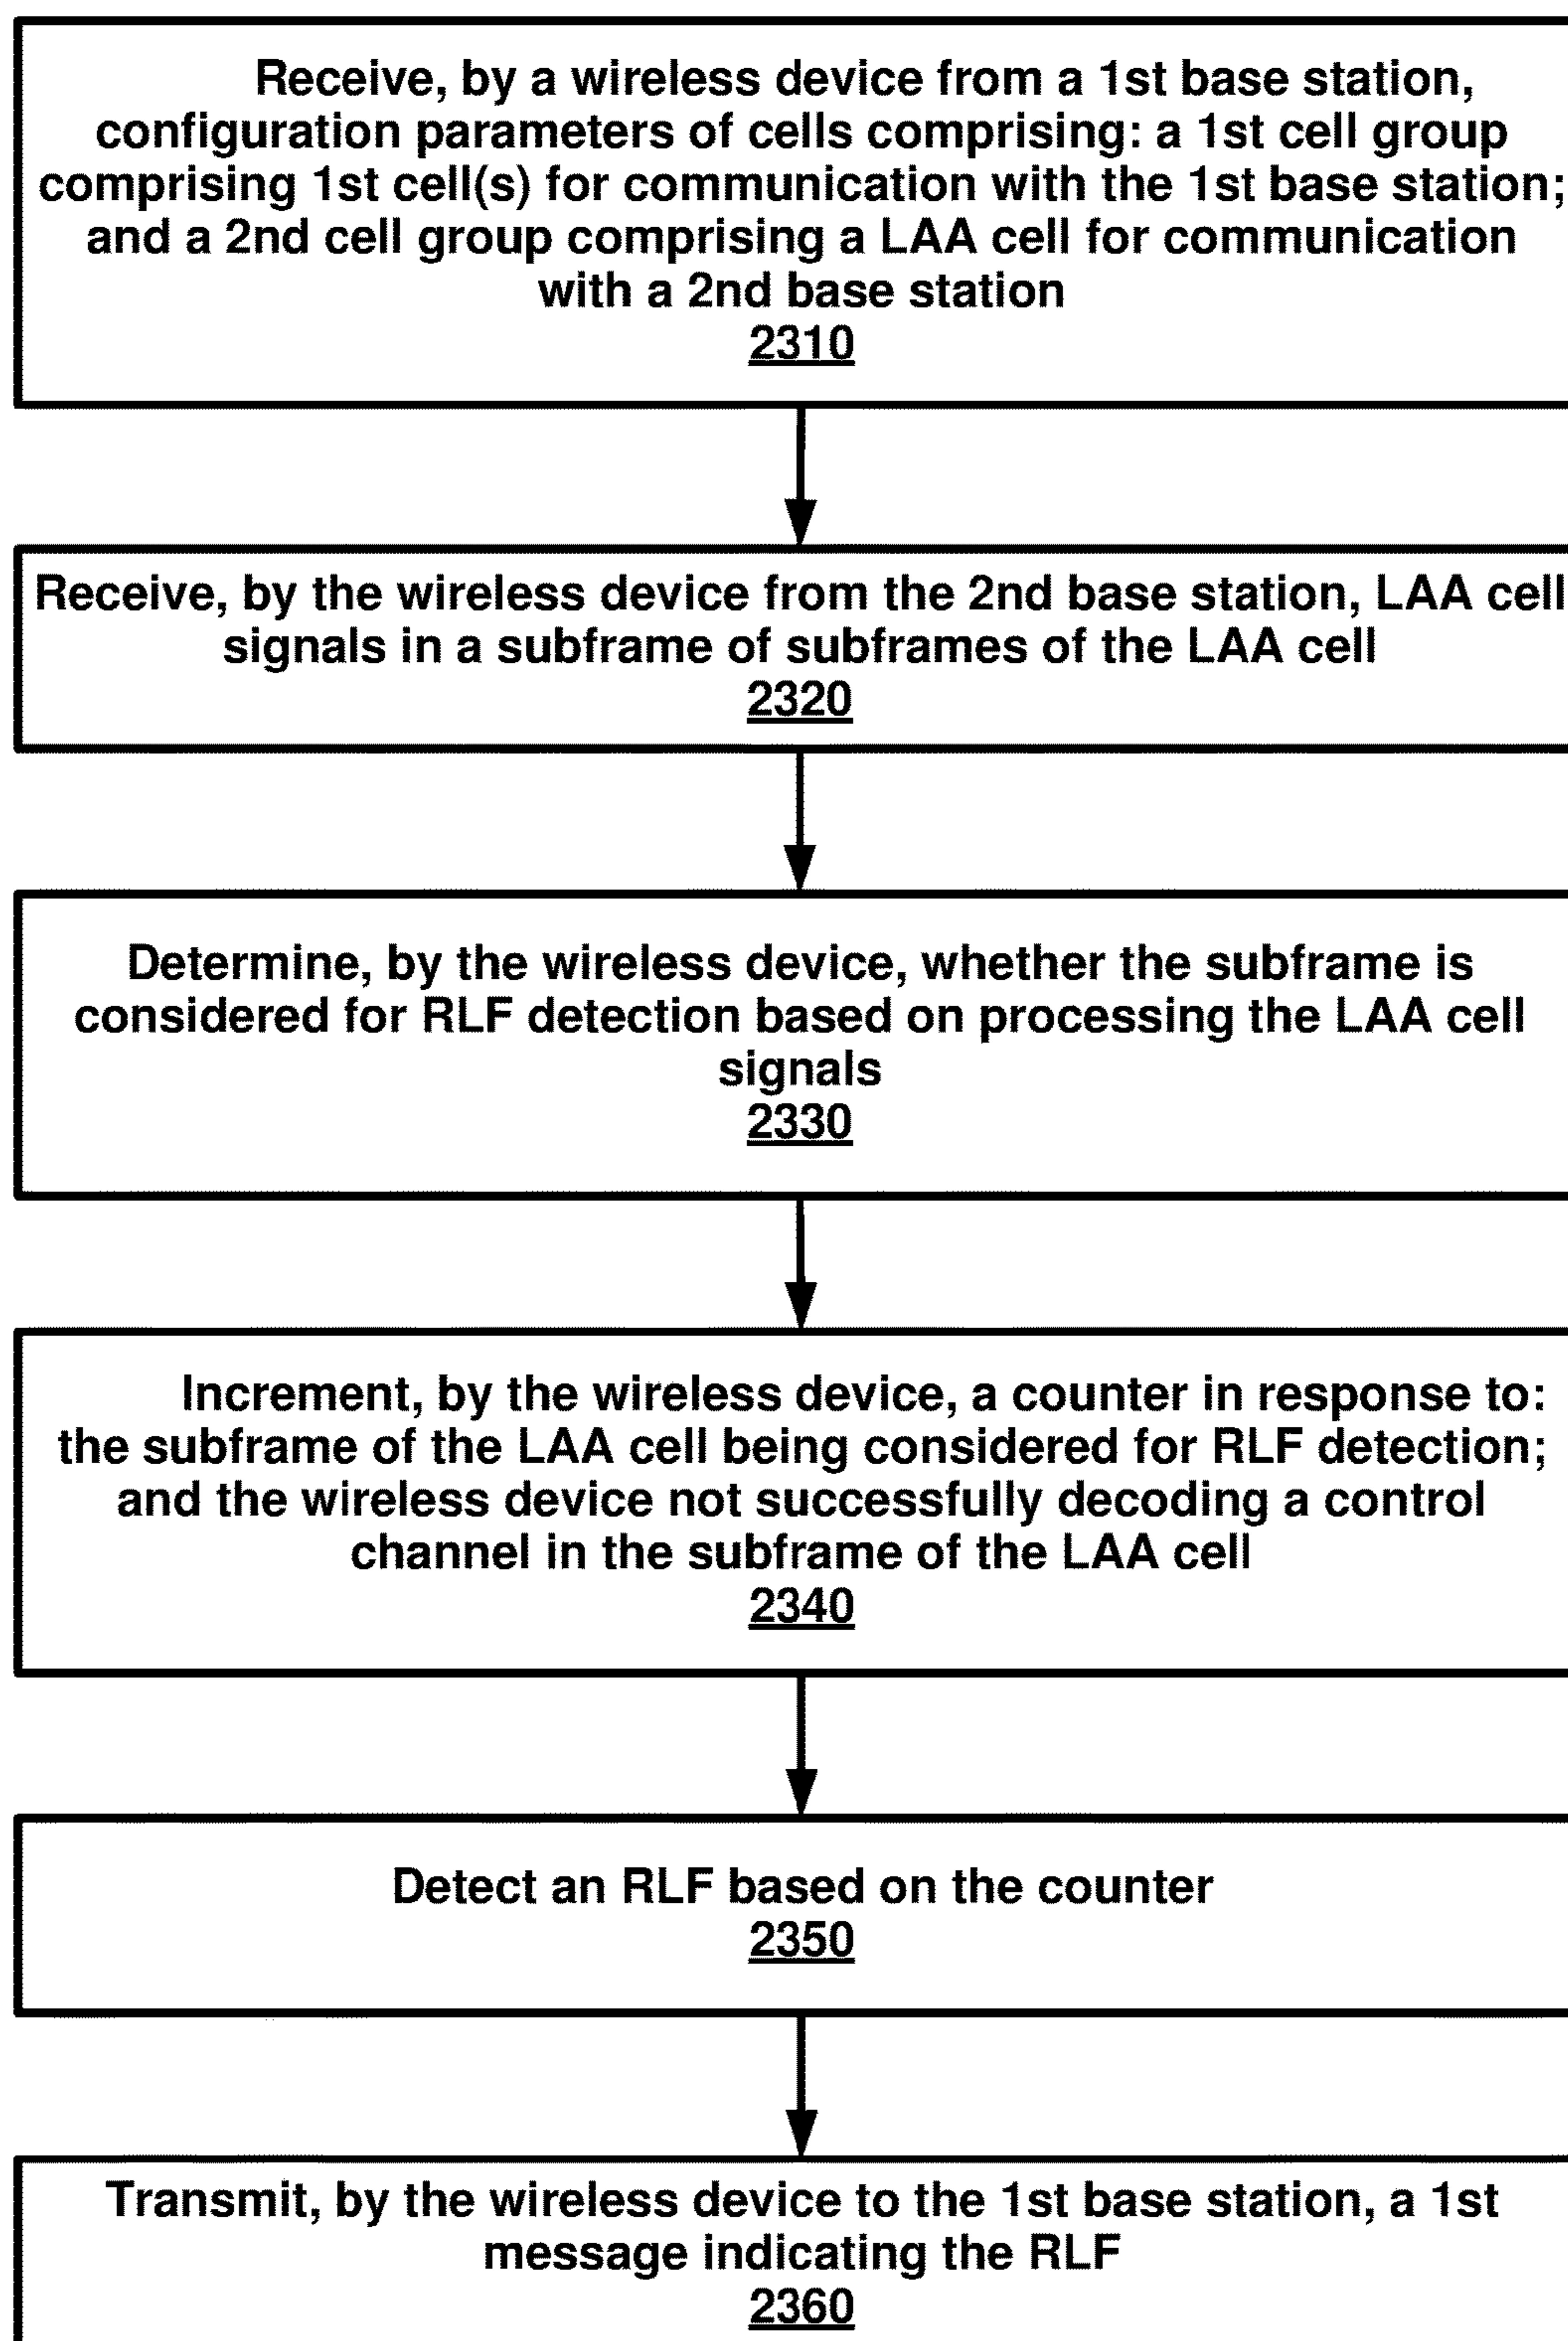 Receive, by a wireless device from a 1st base station,
configuration parameters of cells comprising: a 1st cell group
comprising 1st cell(s) for communication with the 1st base station;
and a 2nd cell group comprising a LAA cell for communication
with a 2nd base station
2310
Receive, by the wireless device from the 2nd base station, LAA cell
signals in a subframe of subframes of the LAA cell
2320
Determine, by the wireless device, whether the subframe is
considered for RLF detection based on processing the LAA cell
signals
2330
Increment, by the wireless device, a counter in response to:
the subframe of the LAA cell being considered for RLF detection;
and the wireless device not successfully decoding a control
channel in the subframe of the LAA cell
2340
Detect an RLF based on the counter
2350
Transmit, by the wireless device to the 1st base station, a 1st
message indicating the RLF
2360